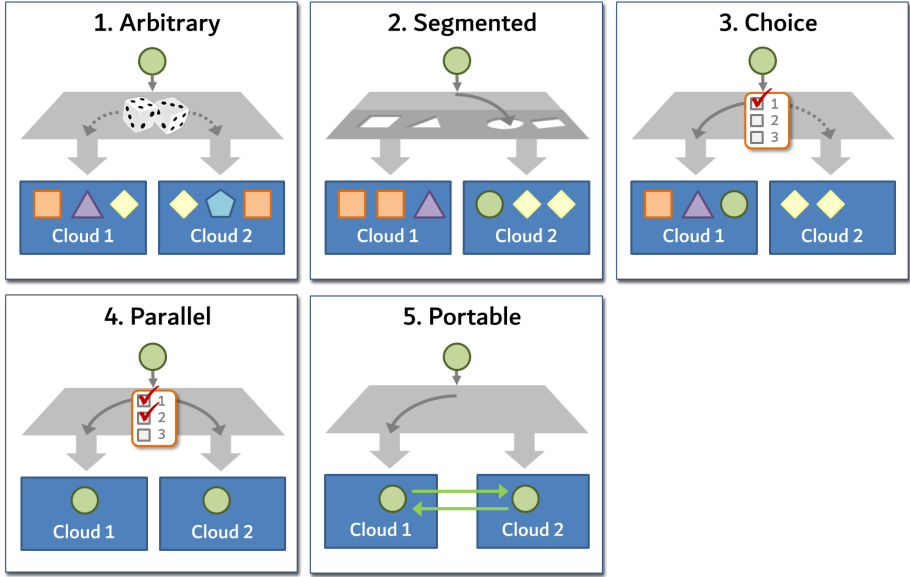 1. Arbitrary
Cloud 1
Cloud 2
2. Segmented
Cloud 1
Cloud 2
3. Choice
1
2
3
Cloud 1
Cloud 2
4. Parallel
1
2
3
Cloud 1
Cloud 2
5. Portable
Cloud 1
Cloud 2